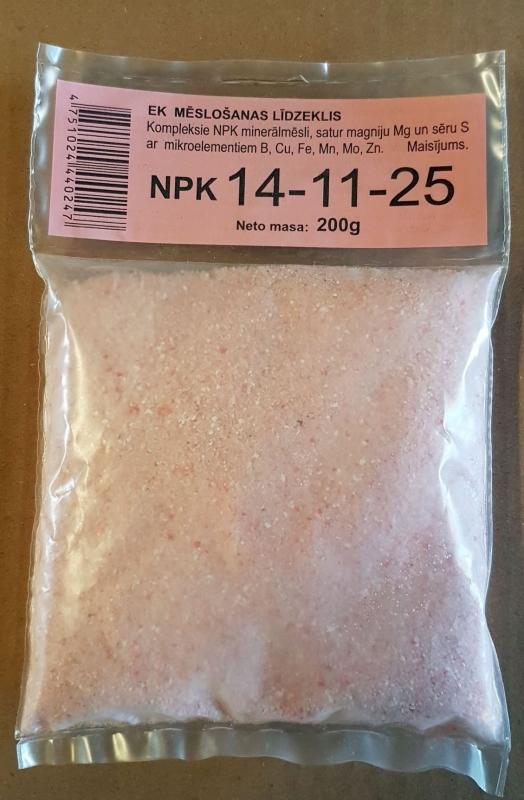 EK MĒSLOŠANAS LĪDZEKLIS
Kompleksie NPK minerālmēsli, satur magniju Mg un sēru S
ar mikroelementiem B, Cu, Fe, Mn, Mo, Zn. Maisījums.
NPK 14-11-25
Neto masa: 200g
4751024440247